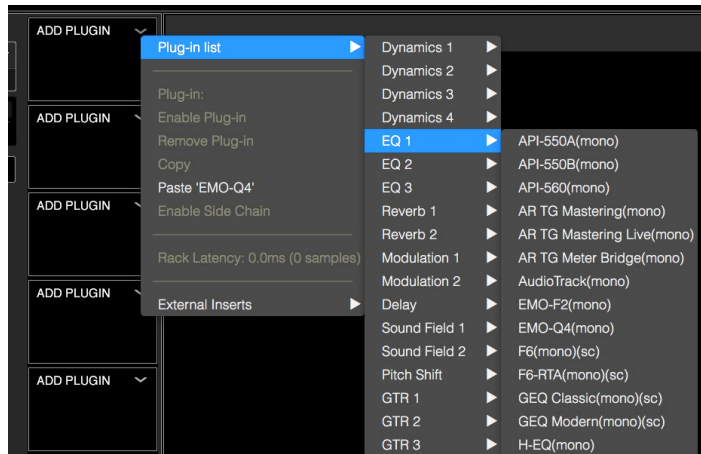 ADD PLUGIN
ADD PLUGIN
ADD PLUGIN
ADD PLUGIN
ADD PLUGIN
Plug-in list
Plug-in:
Enable Plug-in
Remove Plug-in
Copy
Paste 'EMO-Q4'
Enable Side Chain
Rack Latency: 0.0ms (0 samples)
External Inserts
Dynamics 1
Dynamics 2
Dynamics 3
Dynamics 4
EQ 1
EQ 2
EQ 3
Reverb 1
Reverb 2
Modulation 1
Modulation 2
Delay
Sound Field 1
Sound Field 2
Pitch Shift
GTR 1
GTR 2
GTR 3
API-550A(mono)
API-550B(mono)
API-560(mono)
AR TG Mastering(mono)
AR TG Mastering Live(mono)
AR TG Meter Bridge(mono)
AudioTrack(mono)
EMO-F2(mono)
EMO-Q4(mono)
F6(mono)(sc)
F6-RTA(mono)(sc)
GEQ Classic(mono)(sc)
GEQ Modern(mono)(sc)
H-EQ(mono)